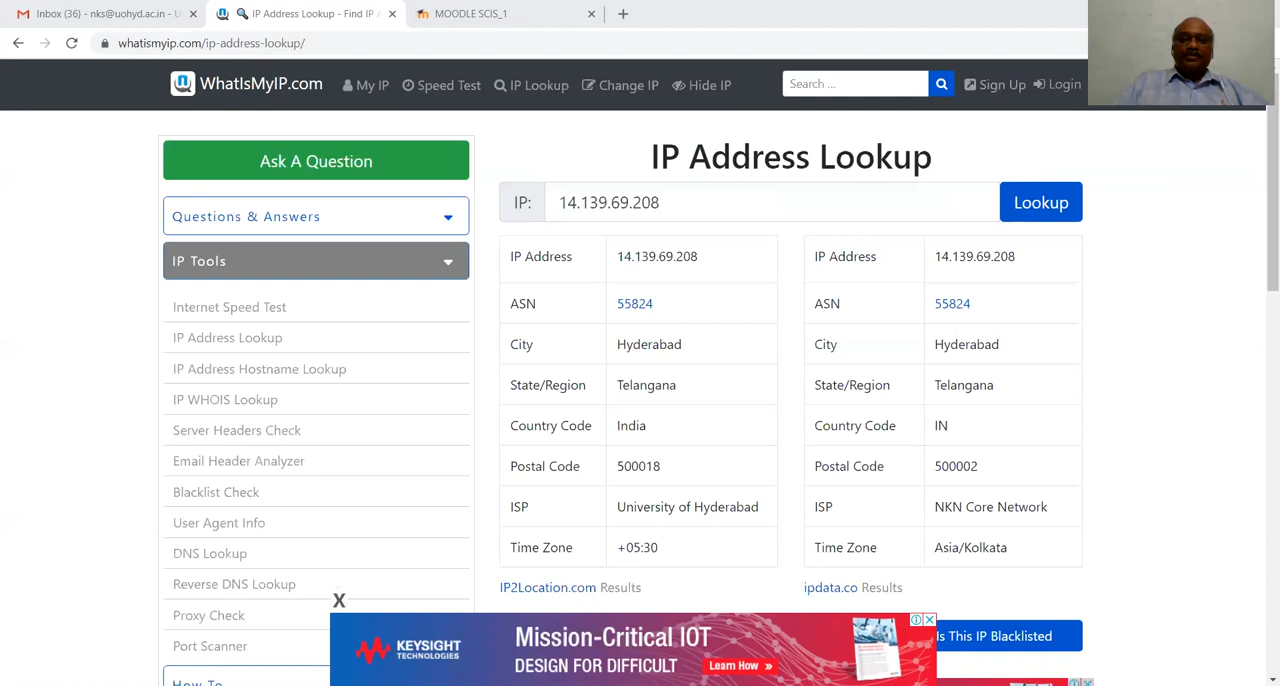 Inbox (36) - nks@uohyd.ac.in - U
IP Address Lookup - Find IP A
MOODLE SCIS_1
whatismyip.com/ip-address-lookup/
WhatIsMyIP.com My IP Speed Test IP Lookup Change IP Hide IP Search ... Sign Up Login
Ask A Question
Questions & Answers
IP Tools
Internet Speed Test
IP Address Lookup
IP Address Hostname Lookup
IP WHOIS Lookup
Server Headers Check
Email Header Analyzer
Blacklist Check
User Agent Info
DNS Lookup
Reverse DNS Lookup
Proxy Check
Port Scanner
How To
IP Address Lookup
IP: 14.139.69.208 Lookup
IP Address 14.139.69.208
ASN 55824
City Hyderabad
State/Region Telangana
Country Code India
Postal Code 500018
ISP University of Hyderabad
Time Zone +05:30
IP2Location.com Results
IP Address 14.139.69.208
ASN 55824
City Hyderabad
State/Region Telangana
Country Code IN
Postal Code 500002
ISP NKN Core Network
Time Zone Asia/Kolkata
ipdata.co Results
Is This IP Blacklisted
X
KEYSIGHT
TECHNOLOGIES
Mission-Critical IOT
DESIGN FOR DIFFICULT
Learn How »